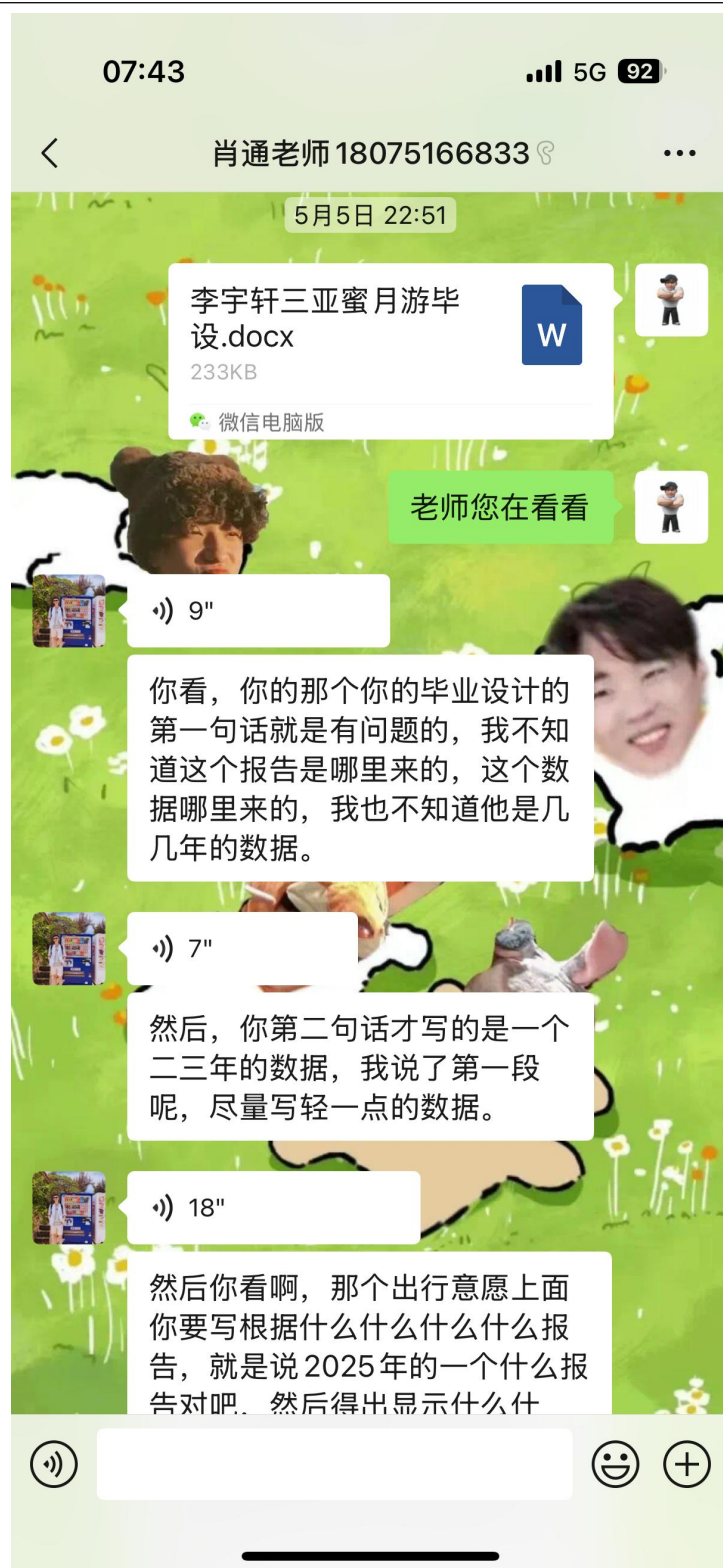 07:43
5G 92
肖通老师18075166833
5月5日 22:51
李宇轩三亚蜜月游毕
设.docx
W
233KB
微信电脑版
老师您在看看
9"
你看，你的那个你的毕业设计的
第一句话就是有问题的，我不知
道这个报告是哪里来的，这个数
据哪里来的，我也不知道他是几
几年的数据。
7"
然后，你第二句话才写的是一个
二三年的数据，我说了第一段
呢，尽量写轻一点的数据。
18"
然后你看啊，那个出行意愿上面
你要写根据什么什么什么什么报
告，就是说2025年的一个什么报
告对吧，然后得出显示什么什